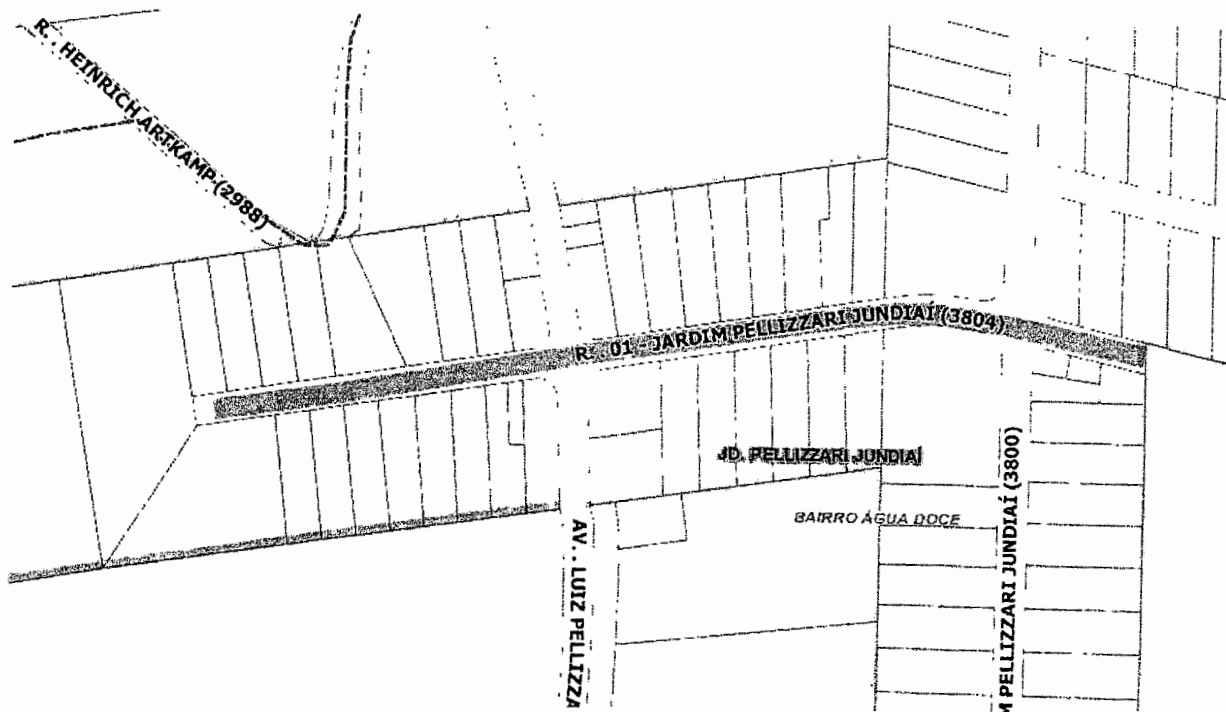 R. . HEINRICH ARTKAMP (2988)
R. . 01 - JARDIM PELLIZZARI JUNDIAÍ (3804)
JD. PELLIZZARI JUNDIAÍ
BAIRRO ÁGUA DOCE
AV. . LUIZ PELLIZZA
M PELLIZZARI JUNDIAÍ (3800)